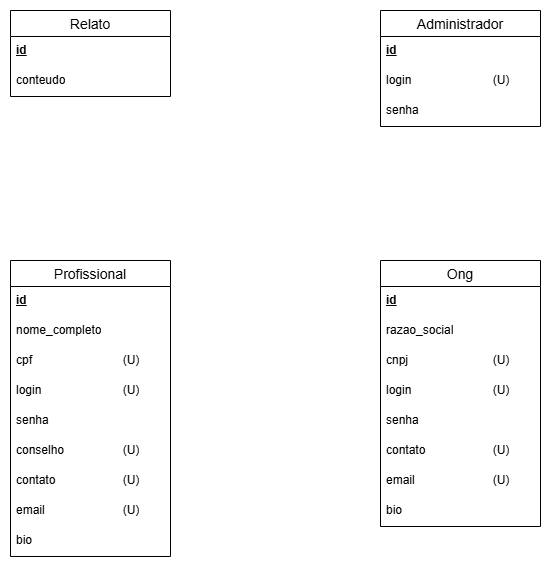 Relato
id
conteudo
Administrador
id
login (U)
senha
Profissional
id
nome_completo
cpf (U)
login (U)
senha
conselho (U)
contato (U)
email (U)
bio
Ong
id
razao_social
cnpj (U)
login (U)
senha
contato (U)
email (U)
bio